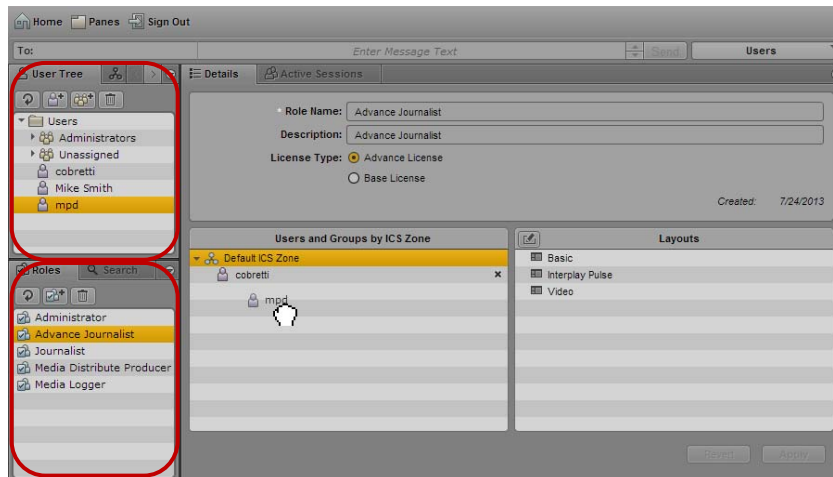 Home Panes Sign Out
To: Enter Message Text Send Users
User Tree
Details Active Sessions
Users
Administrators
Unassigned
cobretti
Mike Smith
mpd
* Role Name: Advance Journalist
Description: Advance Journalist
License Type: Advance License
Base License
Created: 7/24/2013
Users and Groups by ICS Zone
Default ICS Zone
cobretti
mpd
Layouts
Basic
Interplay Pulse
Video
Roles Search
Administrator
Advance Journalist
Journalist
Media Distribute Producer
Media Logger
Revert Apply